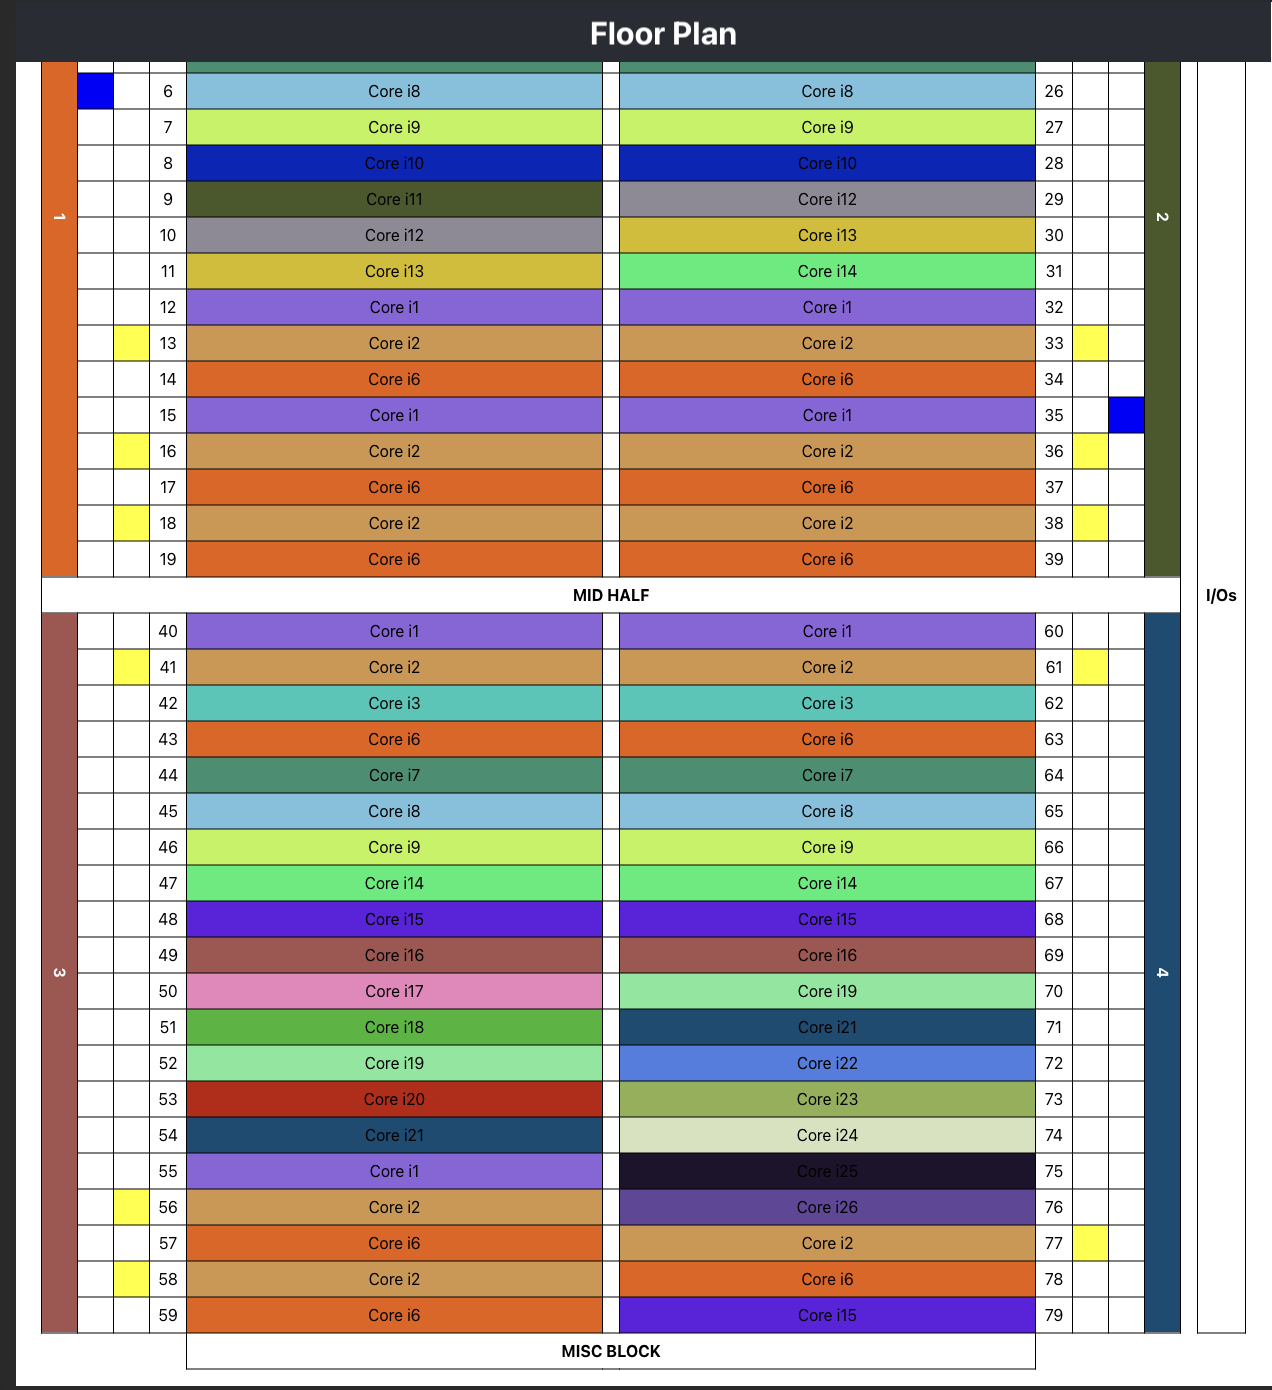 Floor Plan
6 Core i8 Core i8 26
7 Core i9 Core i9 27
8 Core i10 Core i10 28
9 Core i11 Core i12 29
1 2
10 Core i12 Core i13 30
11 Core i13 Core i14 31
12 Core i1 Core i1 32
13 Core i2 Core i2 33
14 Core i6 Core i6 34
15 Core i1 Core i1 35
16 Core i2 Core i2 36
17 Core i6 Core i6 37
18 Core i2 Core i2 38
19 Core i6 Core i6 39
MID HALF I/Os
40 Core i1 Core i1 60
41 Core i2 Core i2 61
42 Core i3 Core i3 62
43 Core i6 Core i6 63
44 Core i7 Core i7 64
45 Core i8 Core i8 65
46 Core i9 Core i9 66
47 Core i14 Core i14 67
48 Core i15 Core i15 68
49 Core i16 Core i16 69
3 4
50 Core i17 Core i19 70
51 Core i18 Core i21 71
52 Core i19 Core i22 72
53 Core i20 Core i23 73
54 Core i21 Core i24 74
55 Core i1 Core i25 75
56 Core i2 Core i26 76
57 Core i6 Core i2 77
58 Core i2 Core i6 78
59 Core i6 Core i15 79
MISC BLOCK